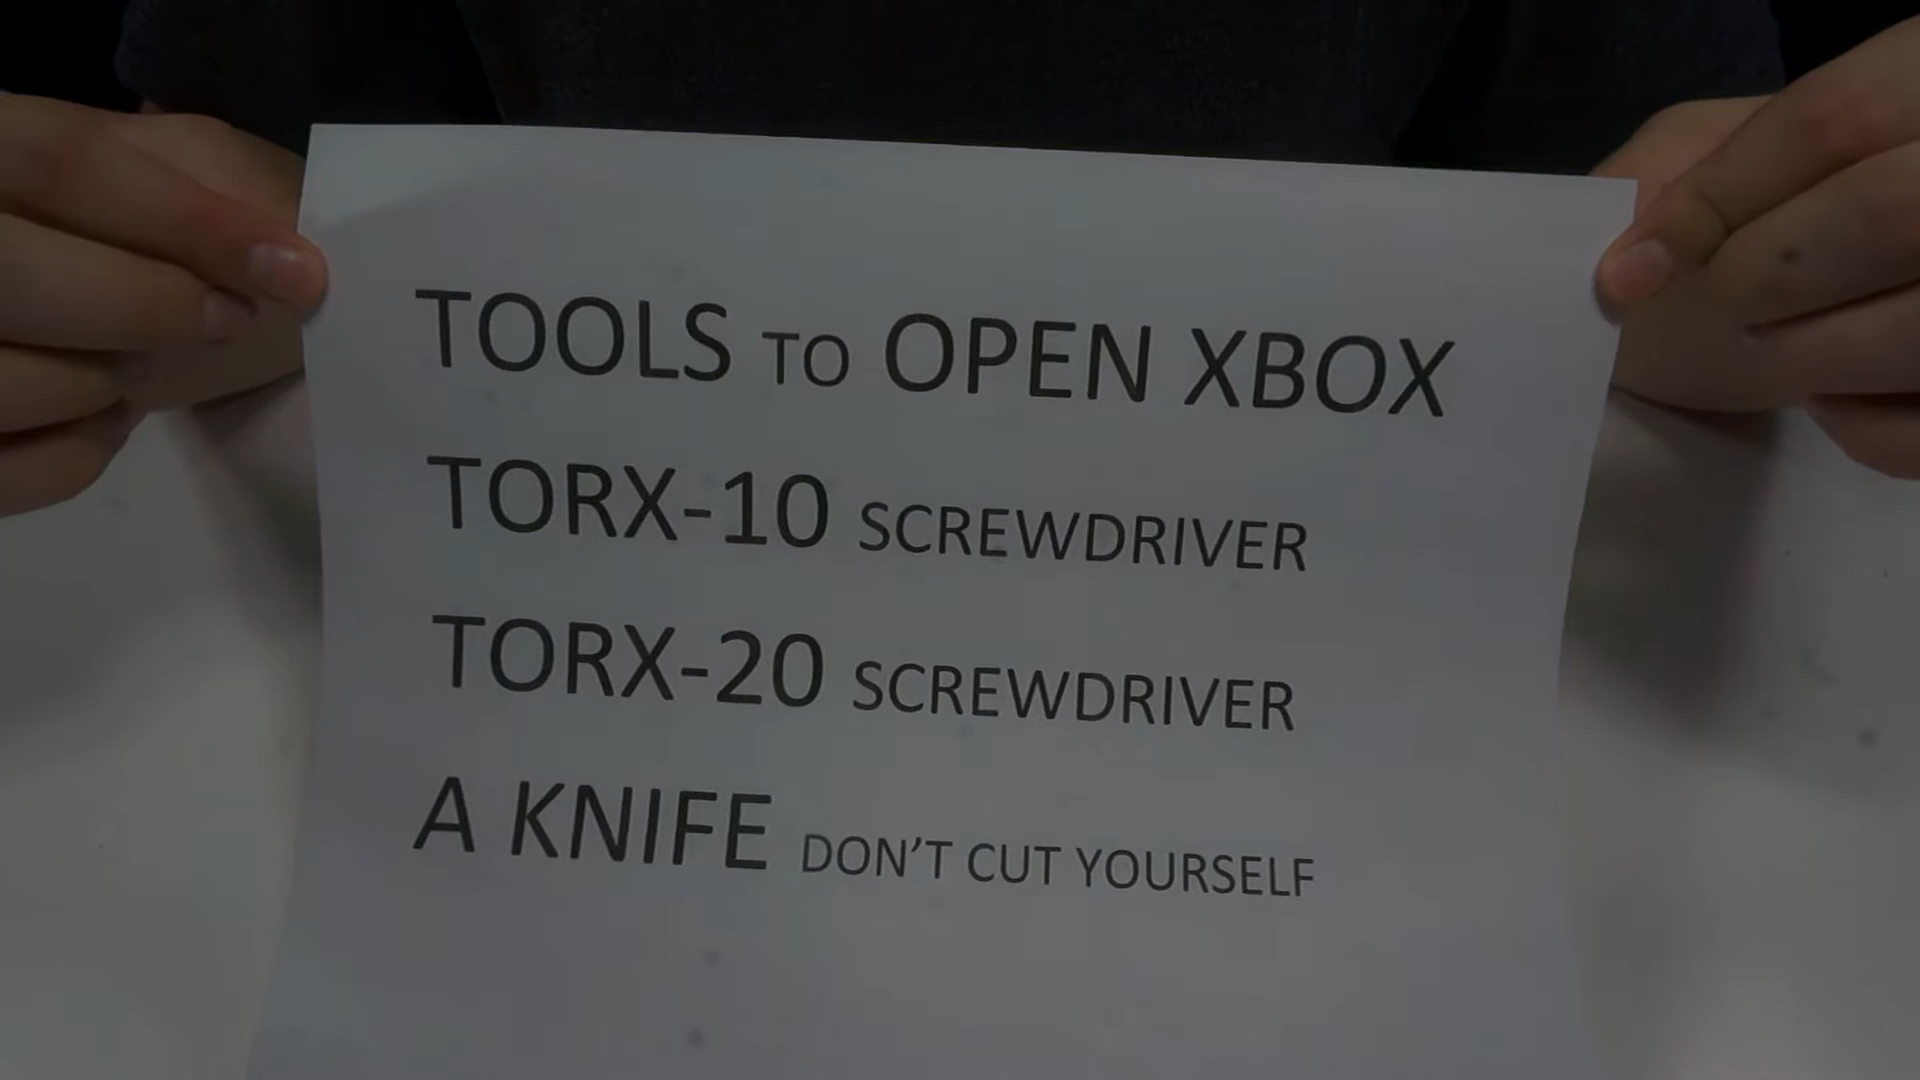 TOOLS TO OPEN XBOX
TORX-10 SCREWDRIVER
TORX-20 SCREWDRIVER
A KNIFE DON'T CUT YOURSELF